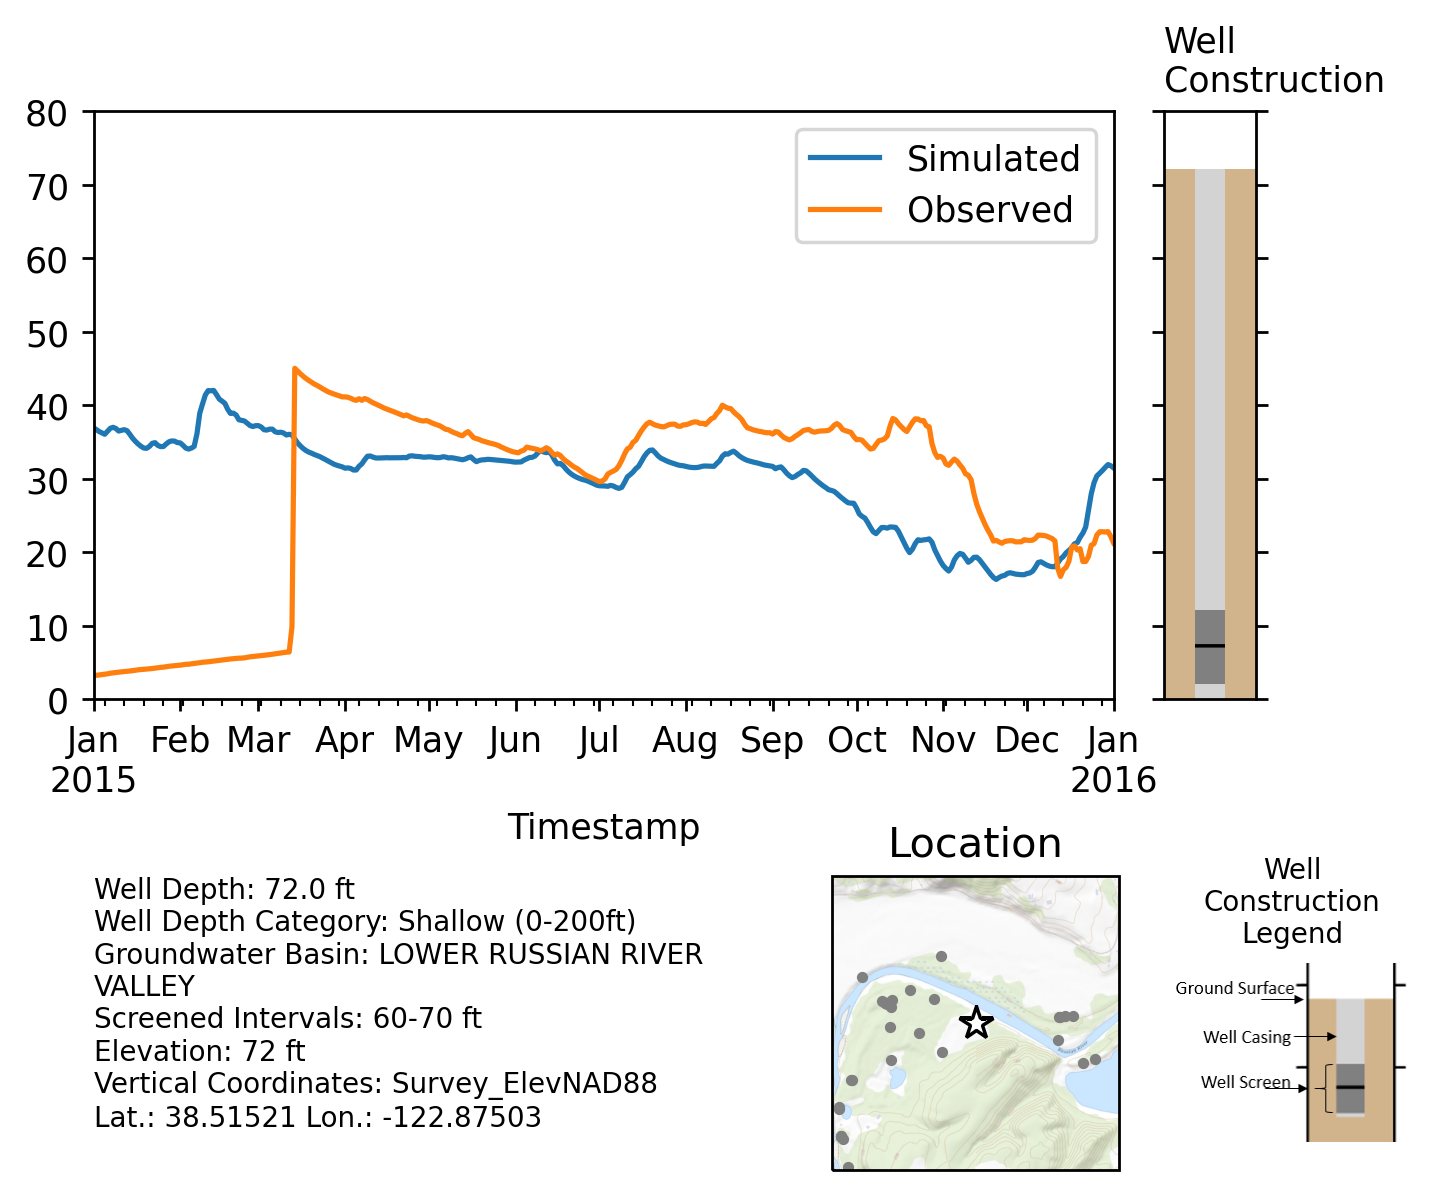 Well
Construction
80
70
60
50
40
30
20
10
0
Simulated
Observed
Jan Feb Mar Apr May Jun Jul Aug Sep Oct Nov Dec Jan
2015 2016
Timestamp
Well Depth: 72.0 ft
Well Depth Category: Shallow (0-200ft)
Groundwater Basin: LOWER RUSSIAN RIVER
VALLEY
Screened Intervals: 60-70 ft
Elevation: 72 ft
Vertical Coordinates: Survey_ElevNAD88
Lat.: 38.51521 Lon.: -122.87503
Location
Russian River
Well
Construction
Legend
Ground Surface
Well Casing
Well Screen